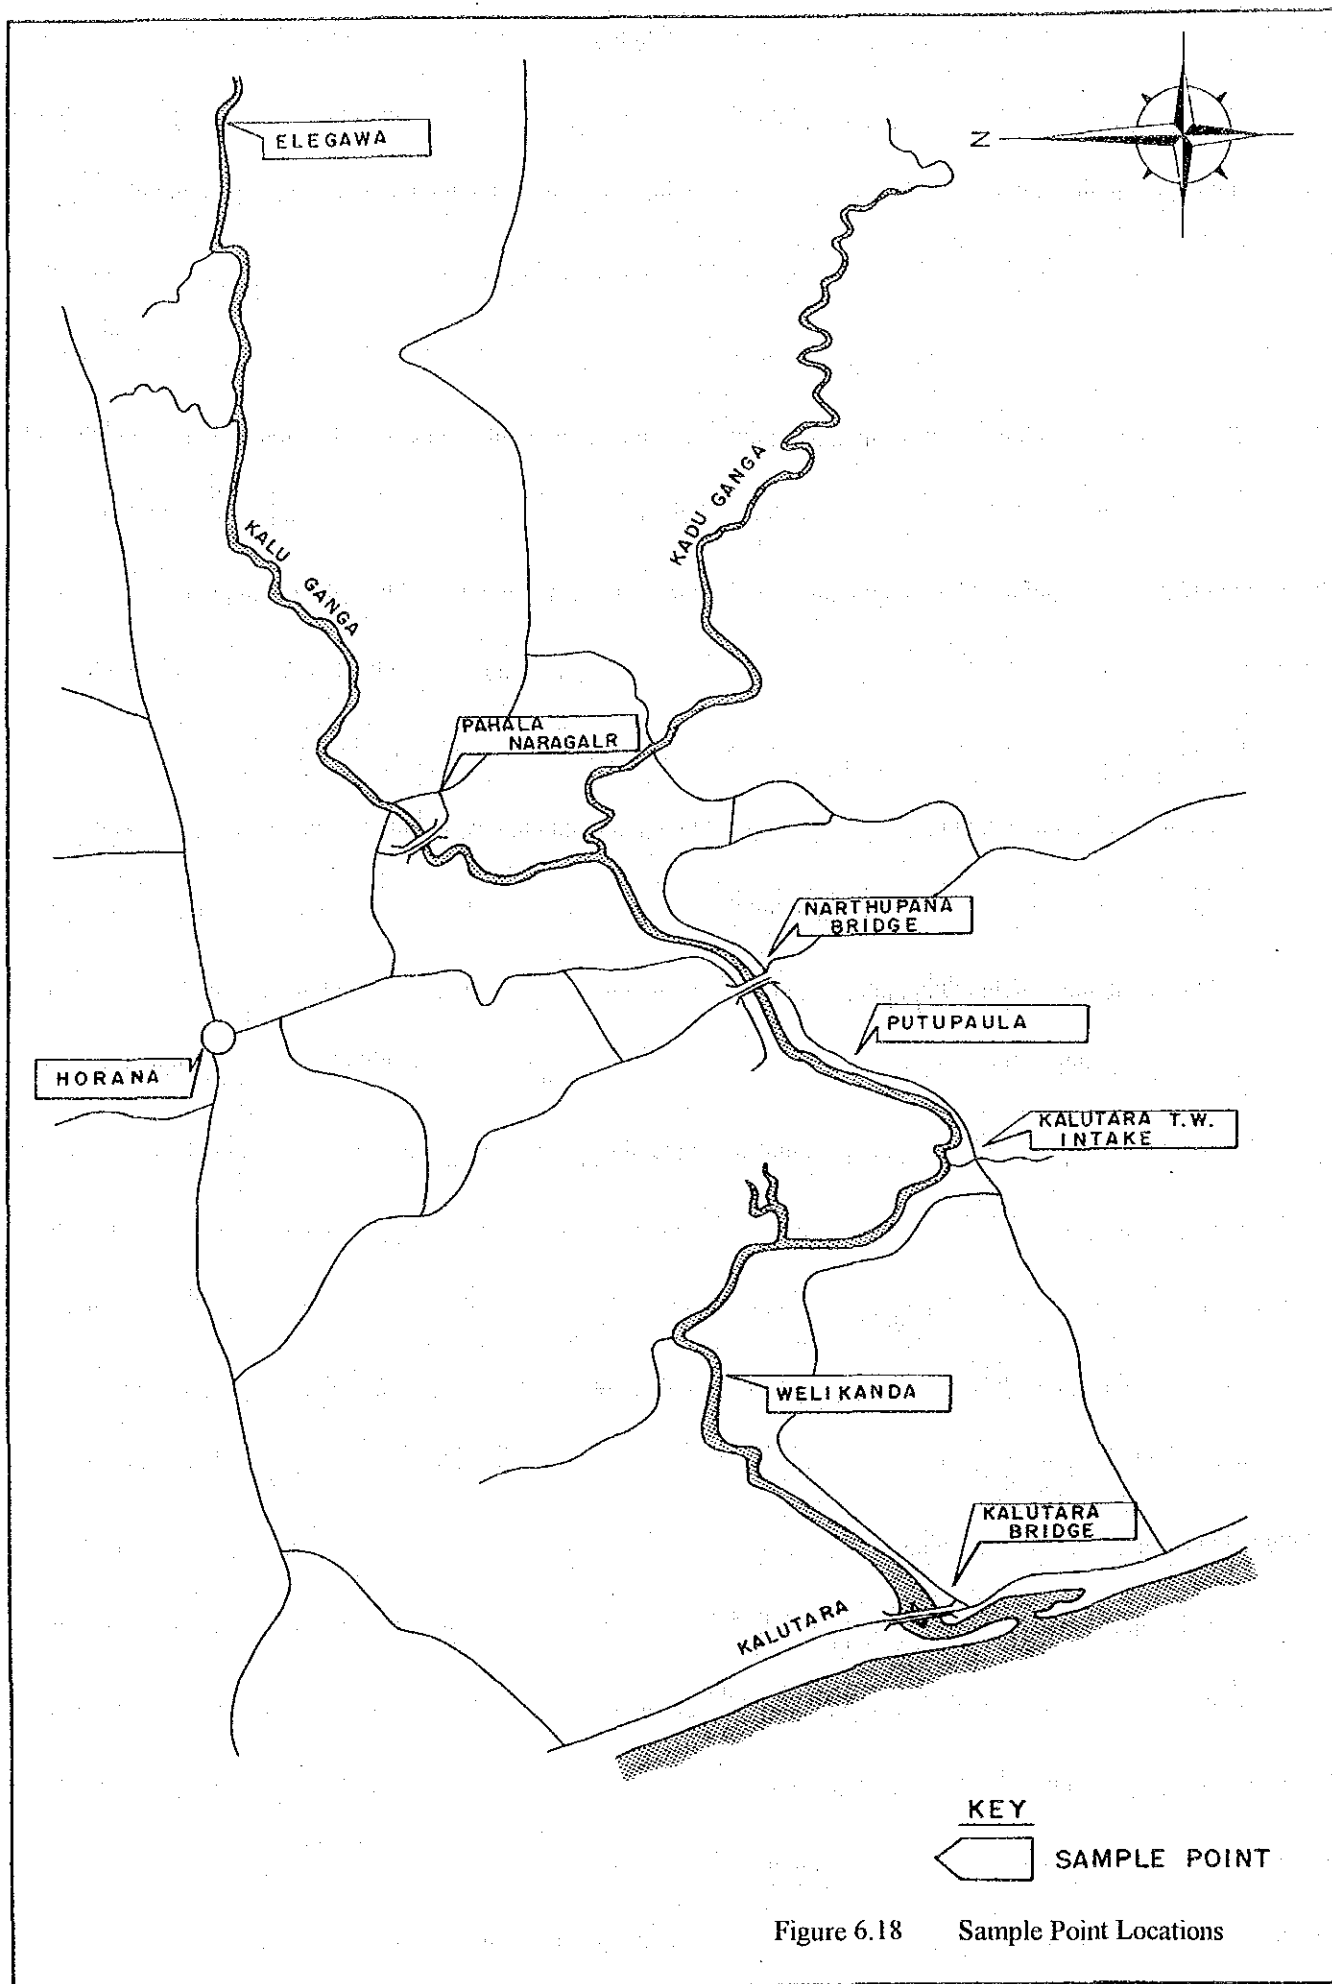 ELEGAWA
N
KADU GANGA
KALU GANGA
PAHALA
NARAGALR
NARTHUPANA
BRIDGE
PUTUPAULA
HORANA
KALUTARA T.W.
INTAKE
WELIKANDA
KALUTARA
BRIDGE
KALUTARA
KEY
SAMPLE POINT
Figure 6.18 Sample Point Locations